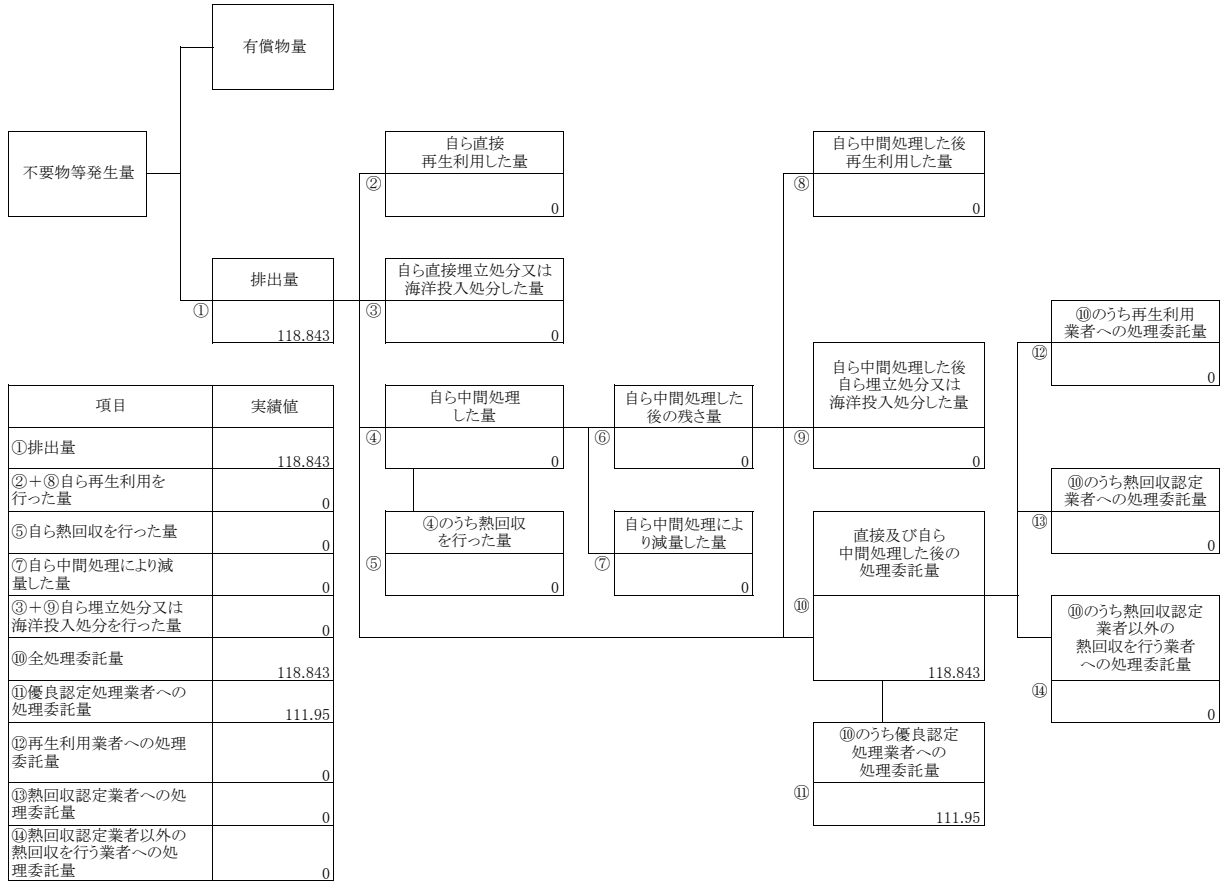 有償物量
不要物等発生量
自ら直接
再生利用した量
②
0
自ら中間処理した後
再生利用した量
⑧
0
排出量
①
118.843
自ら直接埋立処分又は
海洋投入処分した量
③
0
⑩のうち再生利用
業者への処理委託量
⑫
0
自ら中間処理
した量
④
0
自ら中間処理した
後の残さ量
⑥
0
自ら中間処理した後
自ら埋立処分又は
海洋投入処分した量
⑨
0
⑩のうち熱回収認定
業者への処理委託量
⑬
0
④のうち熱回収
を行った量
⑤
0
自ら中間処理によ
り減量した量
⑦
0
直接及び自ら
中間処理した後の
処理委託量
⑩
118.843
⑩のうち熱回収認定
業者以外の
熱回収を行う業者
への処理委託量
⑭
0
⑩のうち優良認定
処理業者への
処理委託量
⑪
111.95
項目 実績値
①排出量
118.843
②＋⑧自ら再生利用を
行った量
0
⑤自ら熱回収を行った量
0
⑦自ら中間処理により減
量した量
0
③＋⑨自ら埋立処分又は
海洋投入処分を行った量
0
⑩全処理委託量
118.843
⑪優良認定処理業者への
処理委託量
111.95
⑫再生利用業者への処理
委託量
0
⑬熱回収認定業者への処
理委託量
0
⑭熱回収認定業者以外の
熱回収を行う業者への処
理委託量
0